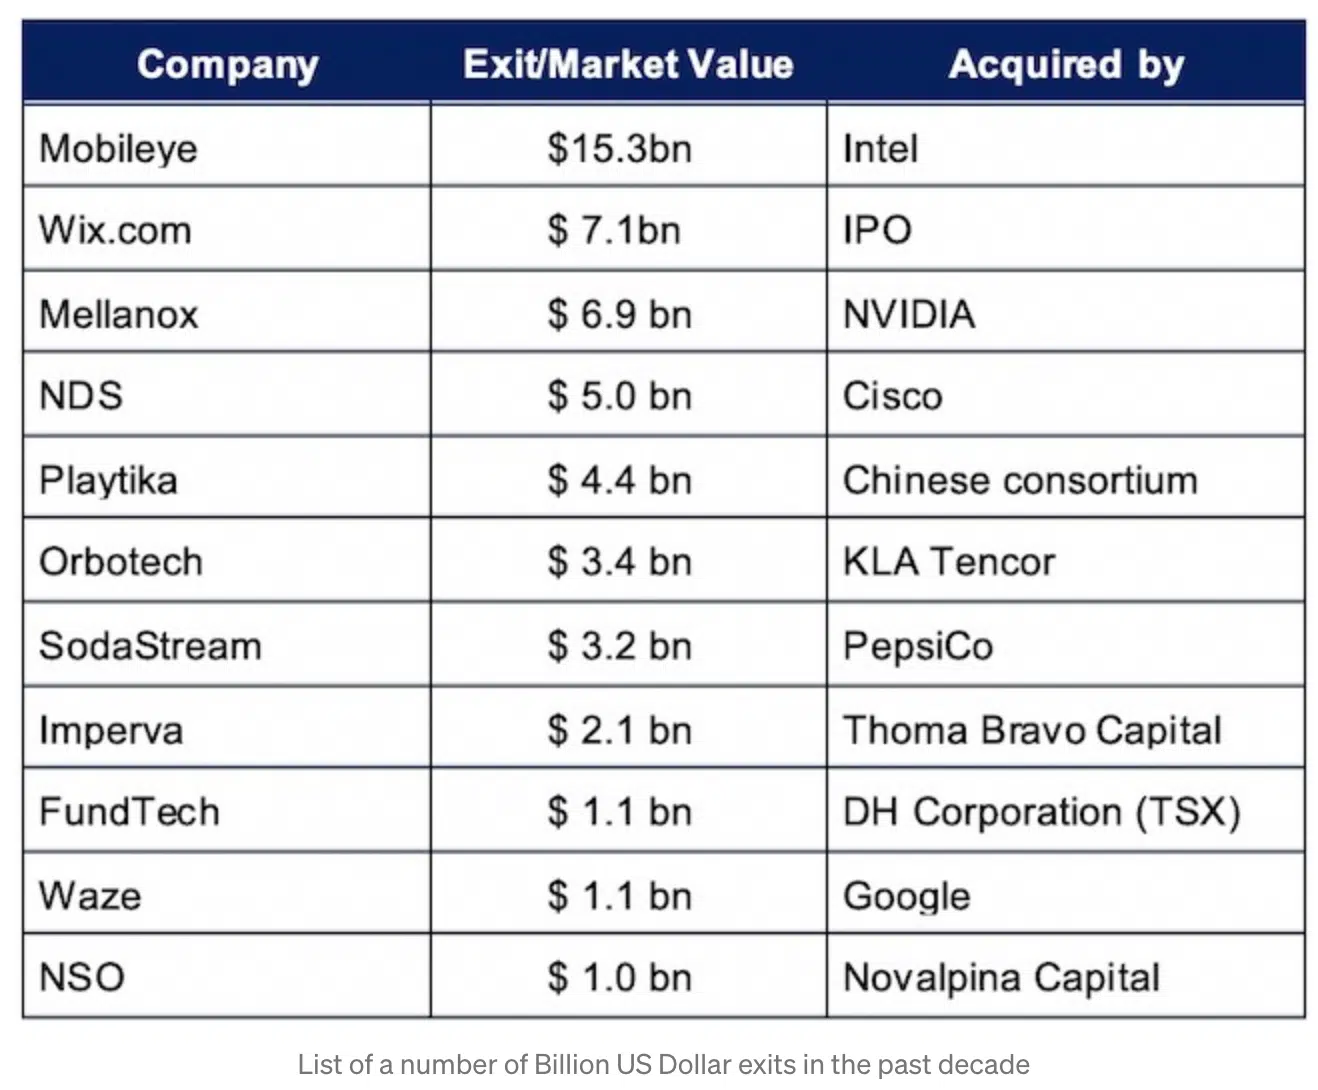 Company Exit/Market Value Acquired by
Mobileye $15.3bn Intel
Wix.com $ 7.1bn IPO
Mellanox $ 6.9 bn NVIDIA
NDS $ 5.0 bn Cisco
Playtika $ 4.4 bn Chinese consortium
Orbotech $ 3.4 bn KLA Tencor
SodaStream $ 3.2 bn PepsiCo
Imperva $ 2.1 bn Thoma Bravo Capital
FundTech $ 1.1 bn DH Corporation (TSX)
Waze $ 1.1 bn Google
NSO $ 1.0 bn Novalpina Capital
List of a number of Billion US Dollar exits in the past decade